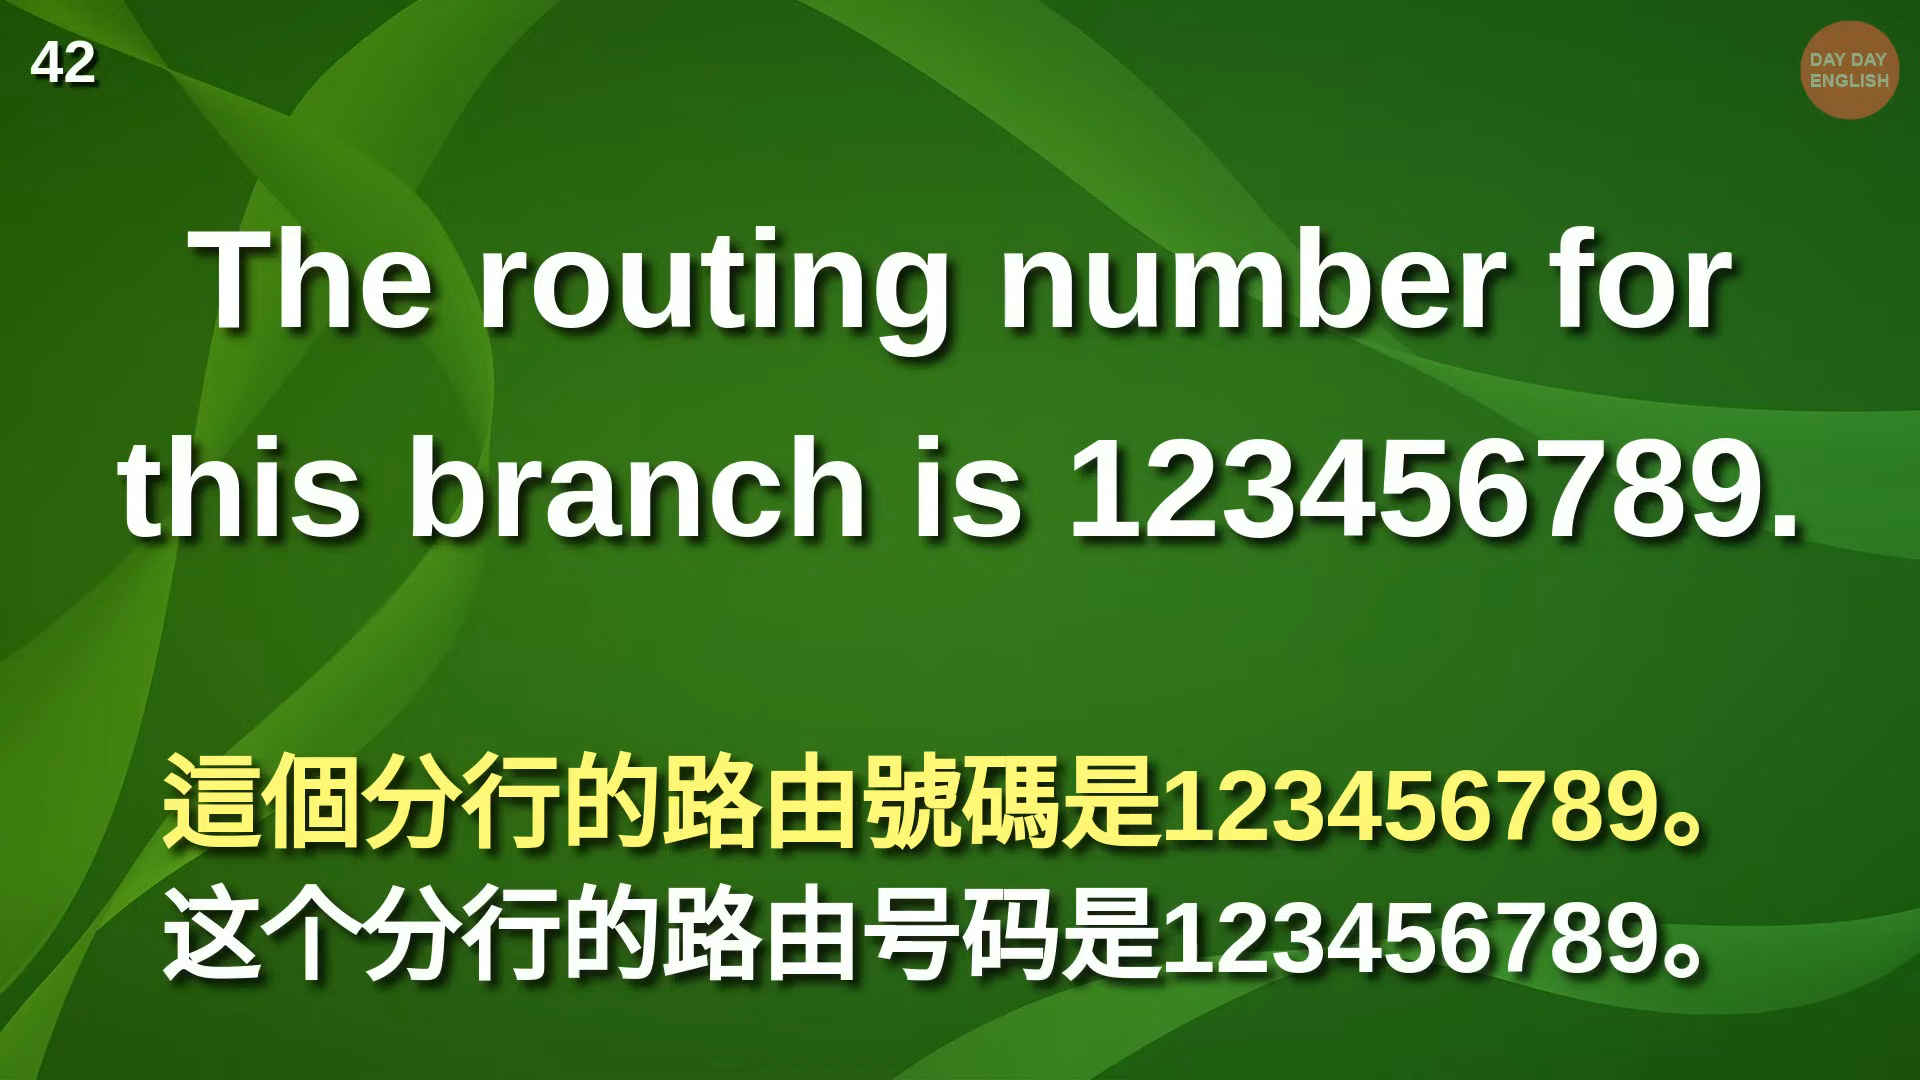 42
DAY DAY
ENGLISH
The routing number for
this branch is 123456789.
這個分行的路由號碼是123456789。
这个分行的路由号码是123456789。